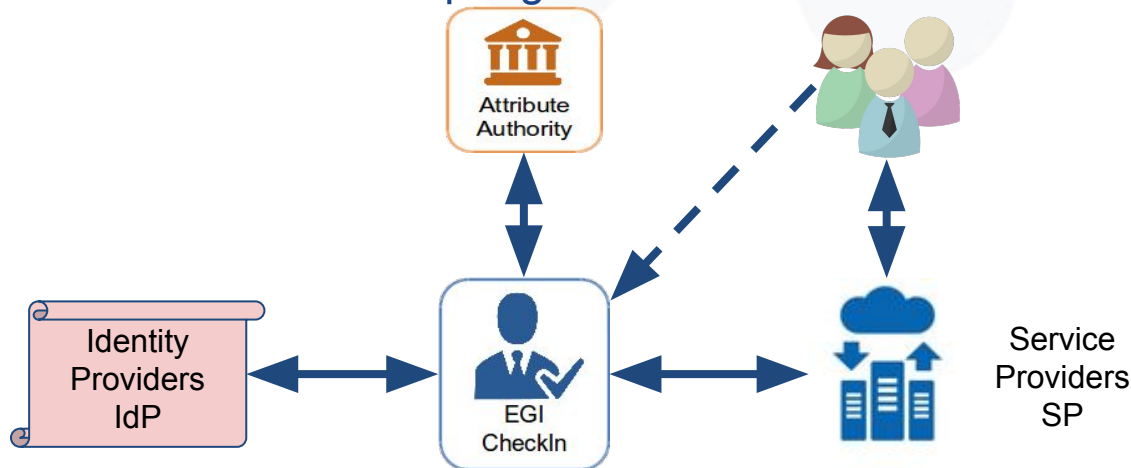 Attribute
Authority
Identity
Providers
IdP
EGI
CheckIn
Service
Providers
SP